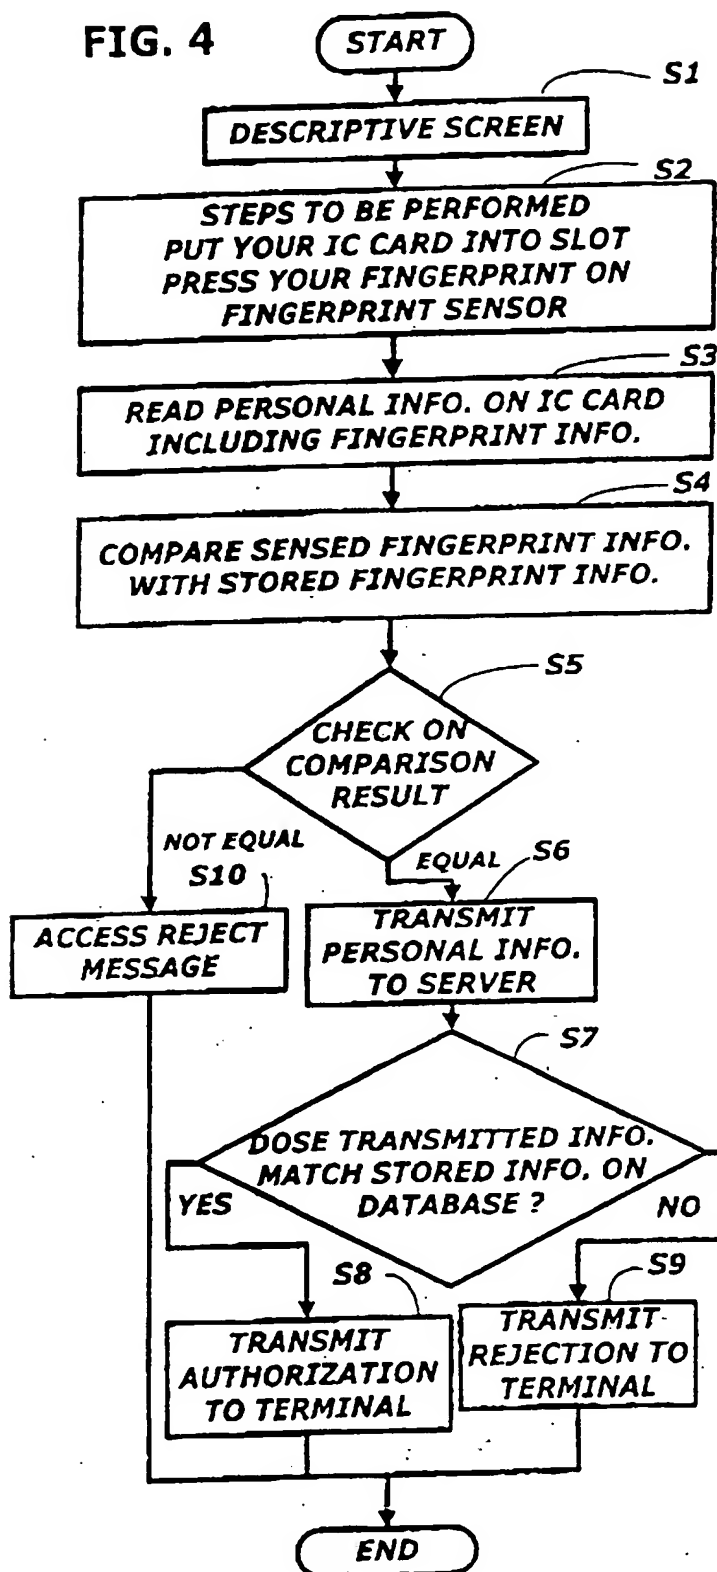 FIG. 4
START
S1
DESCRIPTIVE SCREEN
S2
STEPS TO BE PERFORMED
PUT YOUR IC CARD INTO SLOT
PRESS YOUR FINGERPRINT ON
FINGERPRINT SENSOR
S3
READ PERSONAL INFO. ON IC CARD
INCLUDING FINGERPRINT INFO.
S4
COMPARE SENSED FINGERPRINT INFO.
WITH STORED FINGERPRINT INFO.
S5
CHECK ON
COMPARISON
RESULT
NOT EQUAL
EQUAL
S10
ACCESS REJECT
MESSAGE
S6
TRANSMIT
PERSONAL INFO.
TO SERVER
S7
DOSE TRANSMITTED INFO.
MATCH STORED INFO. ON
DATABASE ?
YES
NO
S8
TRANSMIT
AUTHORIZATION
TO TERMINAL
S9
TRANSMIT
REJECTION TO
TERMINAL
END